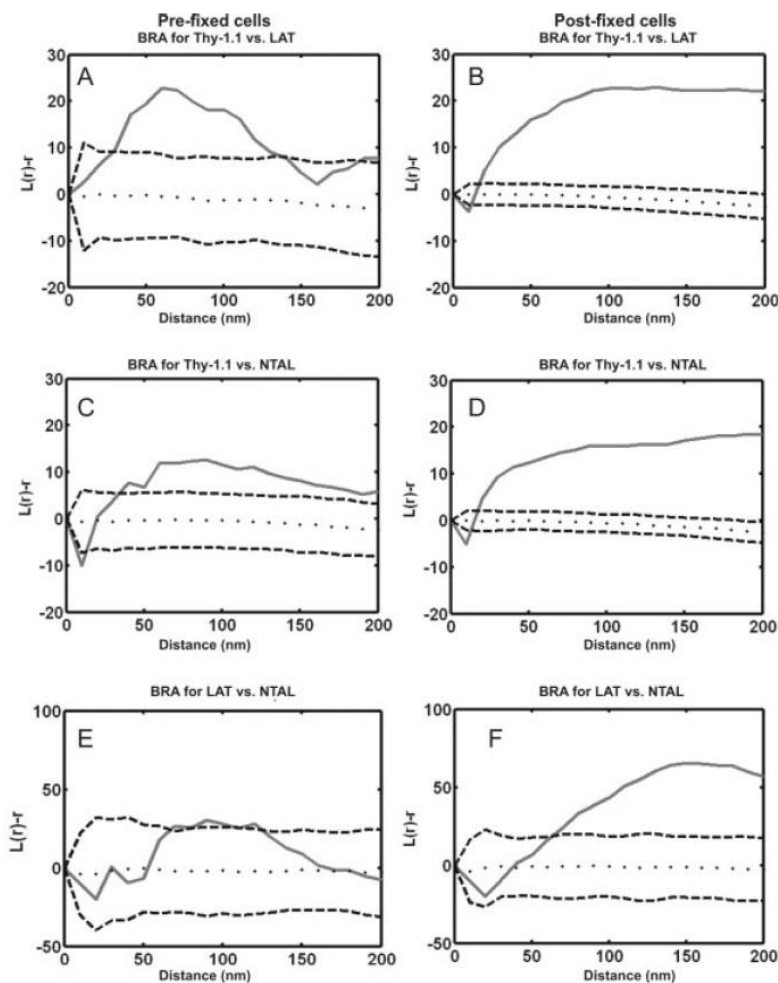 Pre-fixed cells
Post-fixed cells
BRA for Thy-1.1 vs. LAT
BRA for Thy-1.1 vs. LAT
A
30
20
10
0
-10
20
L(r)-r
0 50 100 150 200
Distance (nm)
B
30
20
10
0
-10
20
L(r)-r
0 50 100 150 200
Distance (nm)
BRA for Thy-1.1 vs. NTAL
BRA for Thy-1.1 vs. NTAL
C
30
20
10
0
-10
-20
L(r)-r
0 50 100 150 200
Distance (nm)
D
30
20
10
0
-10
-20
L(r)-r
0 50 100 150 200
Distance (nm)
BRA for LAT vs. NTAL
BRA for LAT vs. NTAL
E
100
50
0
-50
L(r)-r
0 50 100 150 200
Distance (nm)
F
100
50
0
-50
L(r)-r
0 50 100 150 200
Distance (nm)